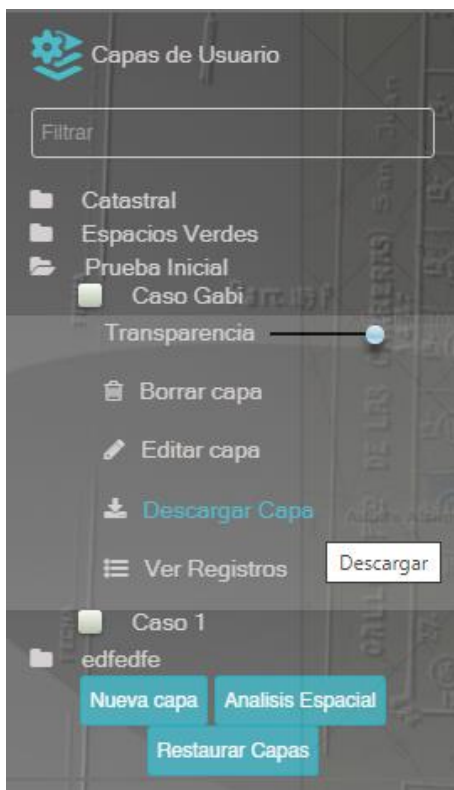 Capas de Usuario
Filtrar
Catastral
Espacios Verdes
Prueba Inicial
Caso Gabi
Transparencia
Borrar capa
Editar capa
Descargar Capa
Ver Registros
Descargar
Caso 1
edfedfe
Nueva capa
Analisis Espacial
Restaurar Capas